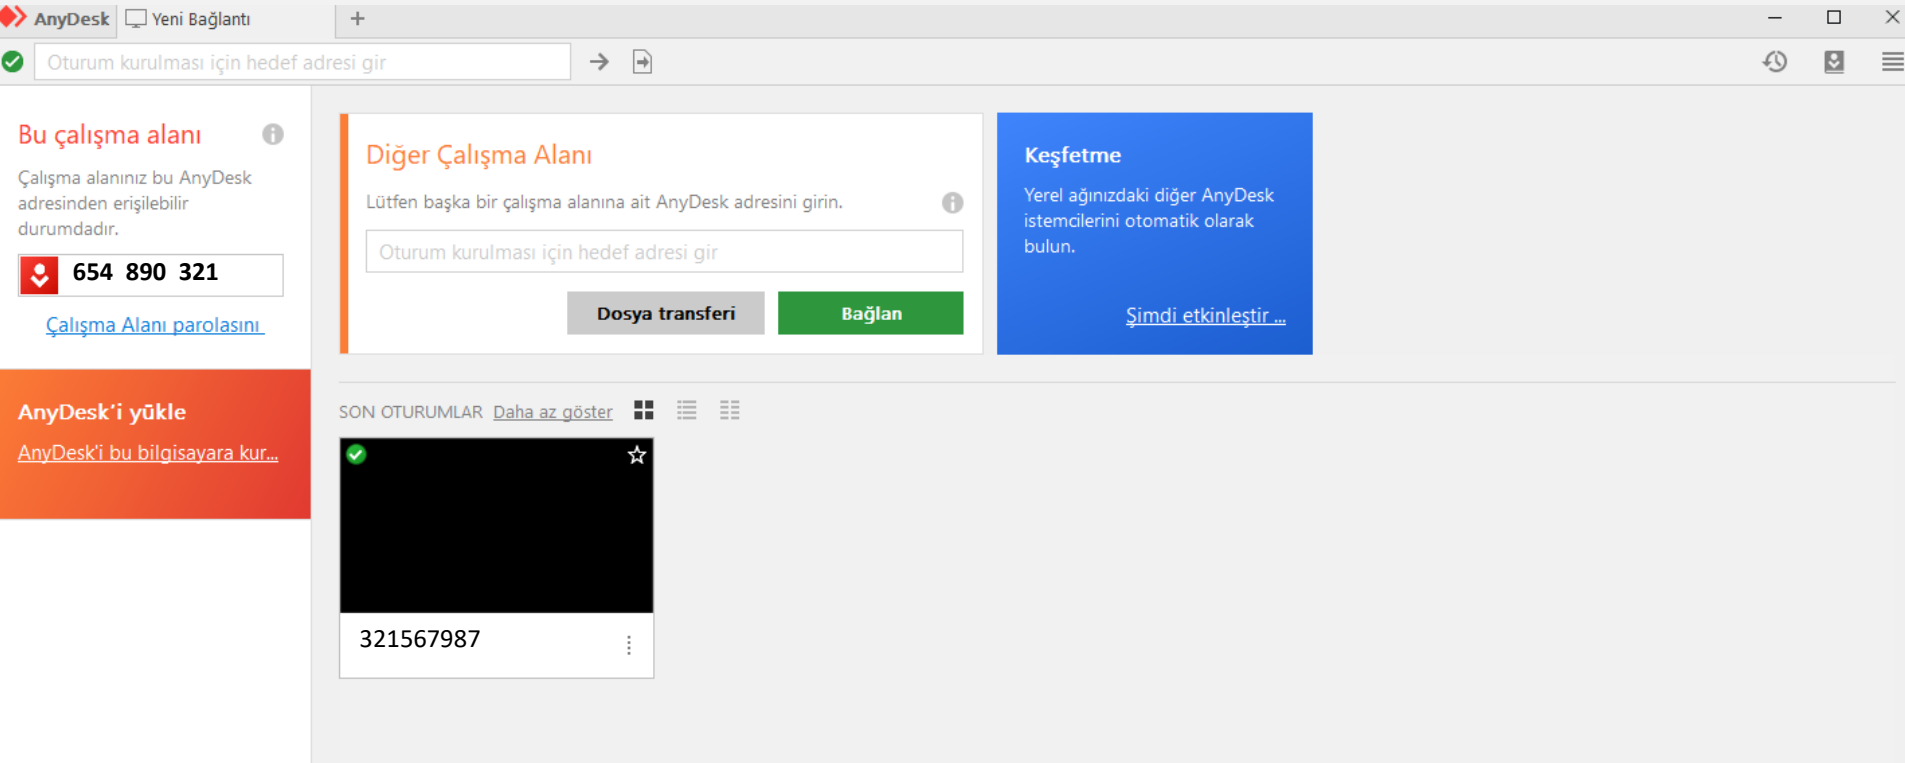 AnyDesk
Yeni Bağlantı
+
Oturum kurulması için hedef adresi gir
Bu çalışma alanı
Çalışma alanınız bu AnyDesk
adresinden erişilebilir
durumdadır.
654 890 321
Çalışma Alanı parolasını
AnyDesk'i yükle
AnyDesk'i bu bilgisayara kur...
Diğer Çalışma Alanı
Lütfen başka bir çalışma alanına ait AnyDesk adresini girin.
Oturum kurulması için hedef adresi gir
Dosya transferi
Bağlan
Keşfetme
Yerel ağınızdaki diğer AnyDesk
istemcilerini otomatik olarak
bulun.
Şimdi etkinleştir ...
SON OTURUMLAR Daha az göster
321567987